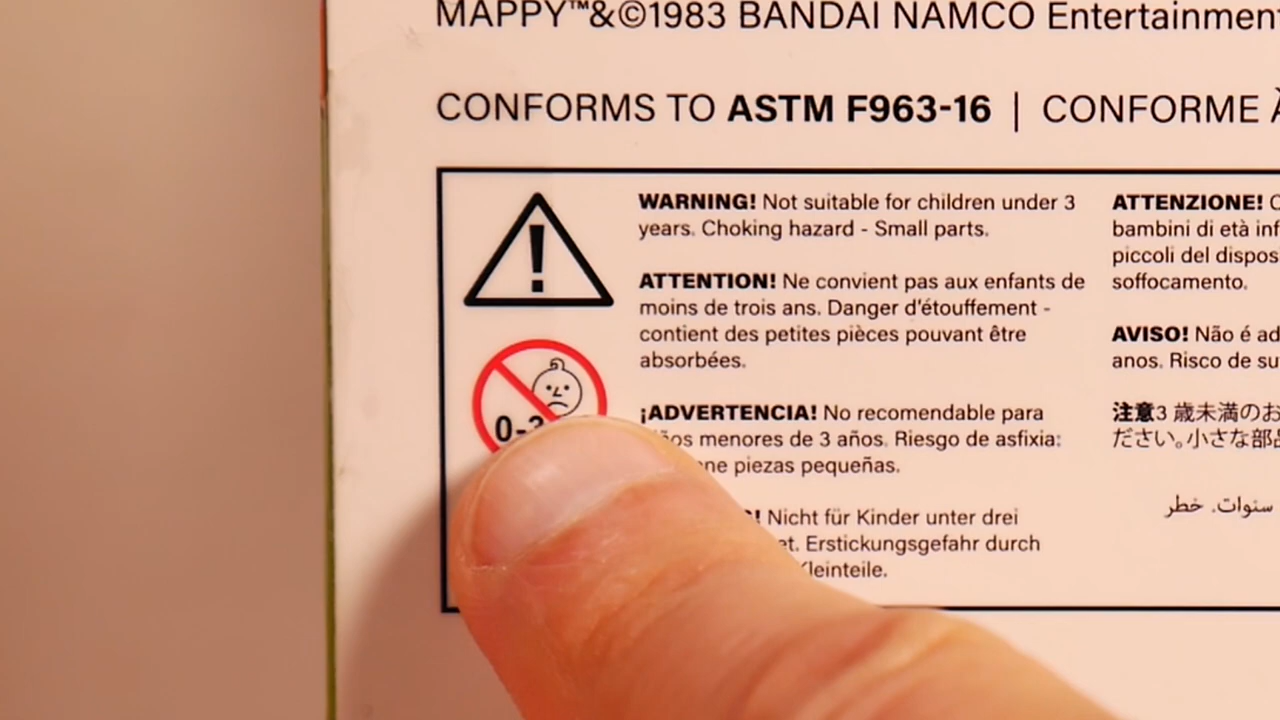 MAPPY™&©1983 BANDAI NAMCO Entertainment
CONFORMS TO ASTM F963-16 | CONFORME À
WARNING! Not suitable for children under 3
years. Choking hazard - Small parts.
ATTENTION! Ne convient pas aux enfants de
moins de trois ans. Danger d'étouffement -
contient des petites pièces pouvant être
absorbées.
0-3
¡ADVERTENCIA! No recomendable para
menores de 3 años. Riesgo de asfixia:
piezas pequeñas.
Nicht für Kinder unter drei
Erstickungsgefahr durch
Kleinteile.
ATTENZIONE!
bambini di età
piccoli del
soffocamento.
AVISO! Não é
anos. Risco de
注意3 歳未満のお
ださい。小さな部品
سنوات. خطر